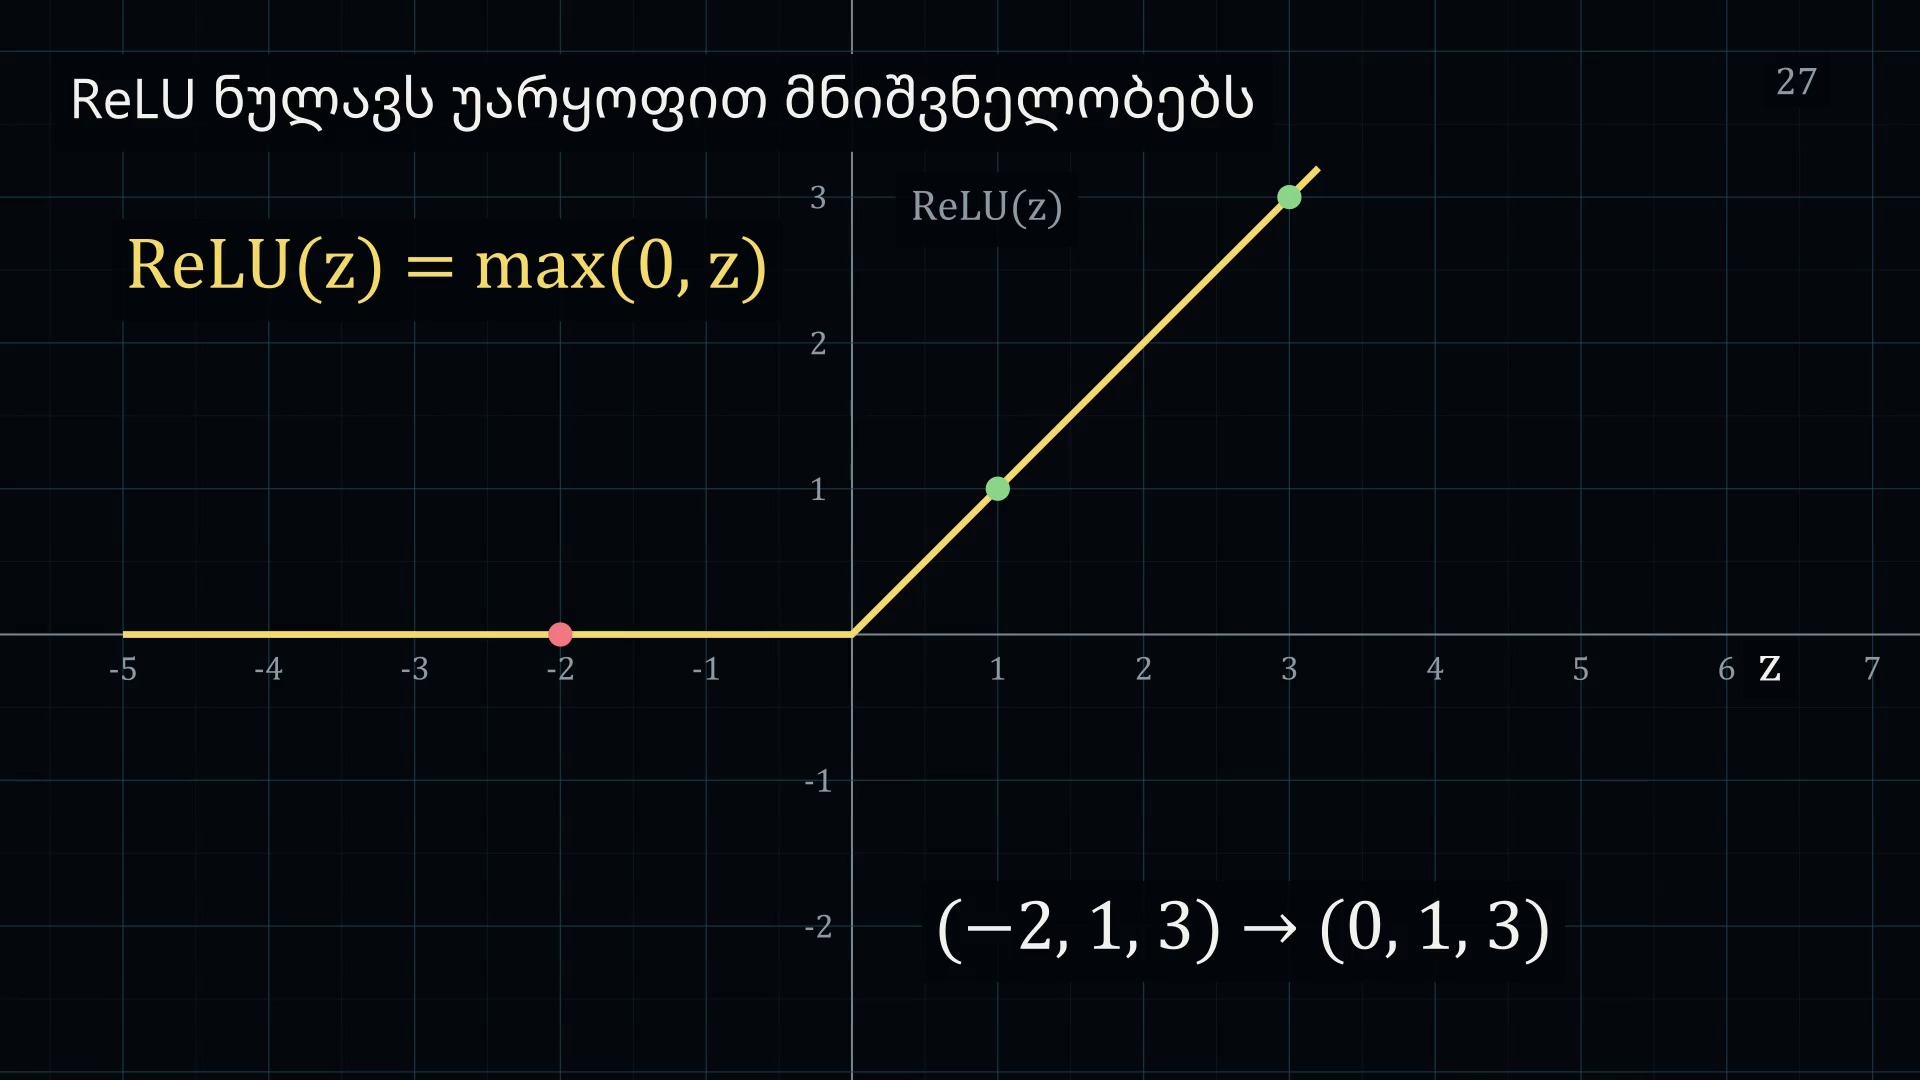 ReLU ნულავს უარყოფით მნიშვნელობებს
27
3
ReLU(z)
ReLU(z) = max(0, z)
2
1
-5 -4 -3 -2 -1 1 2 3 4 5 6 z 7
-1
-2
(−2, 1, 3) → (0, 1, 3)